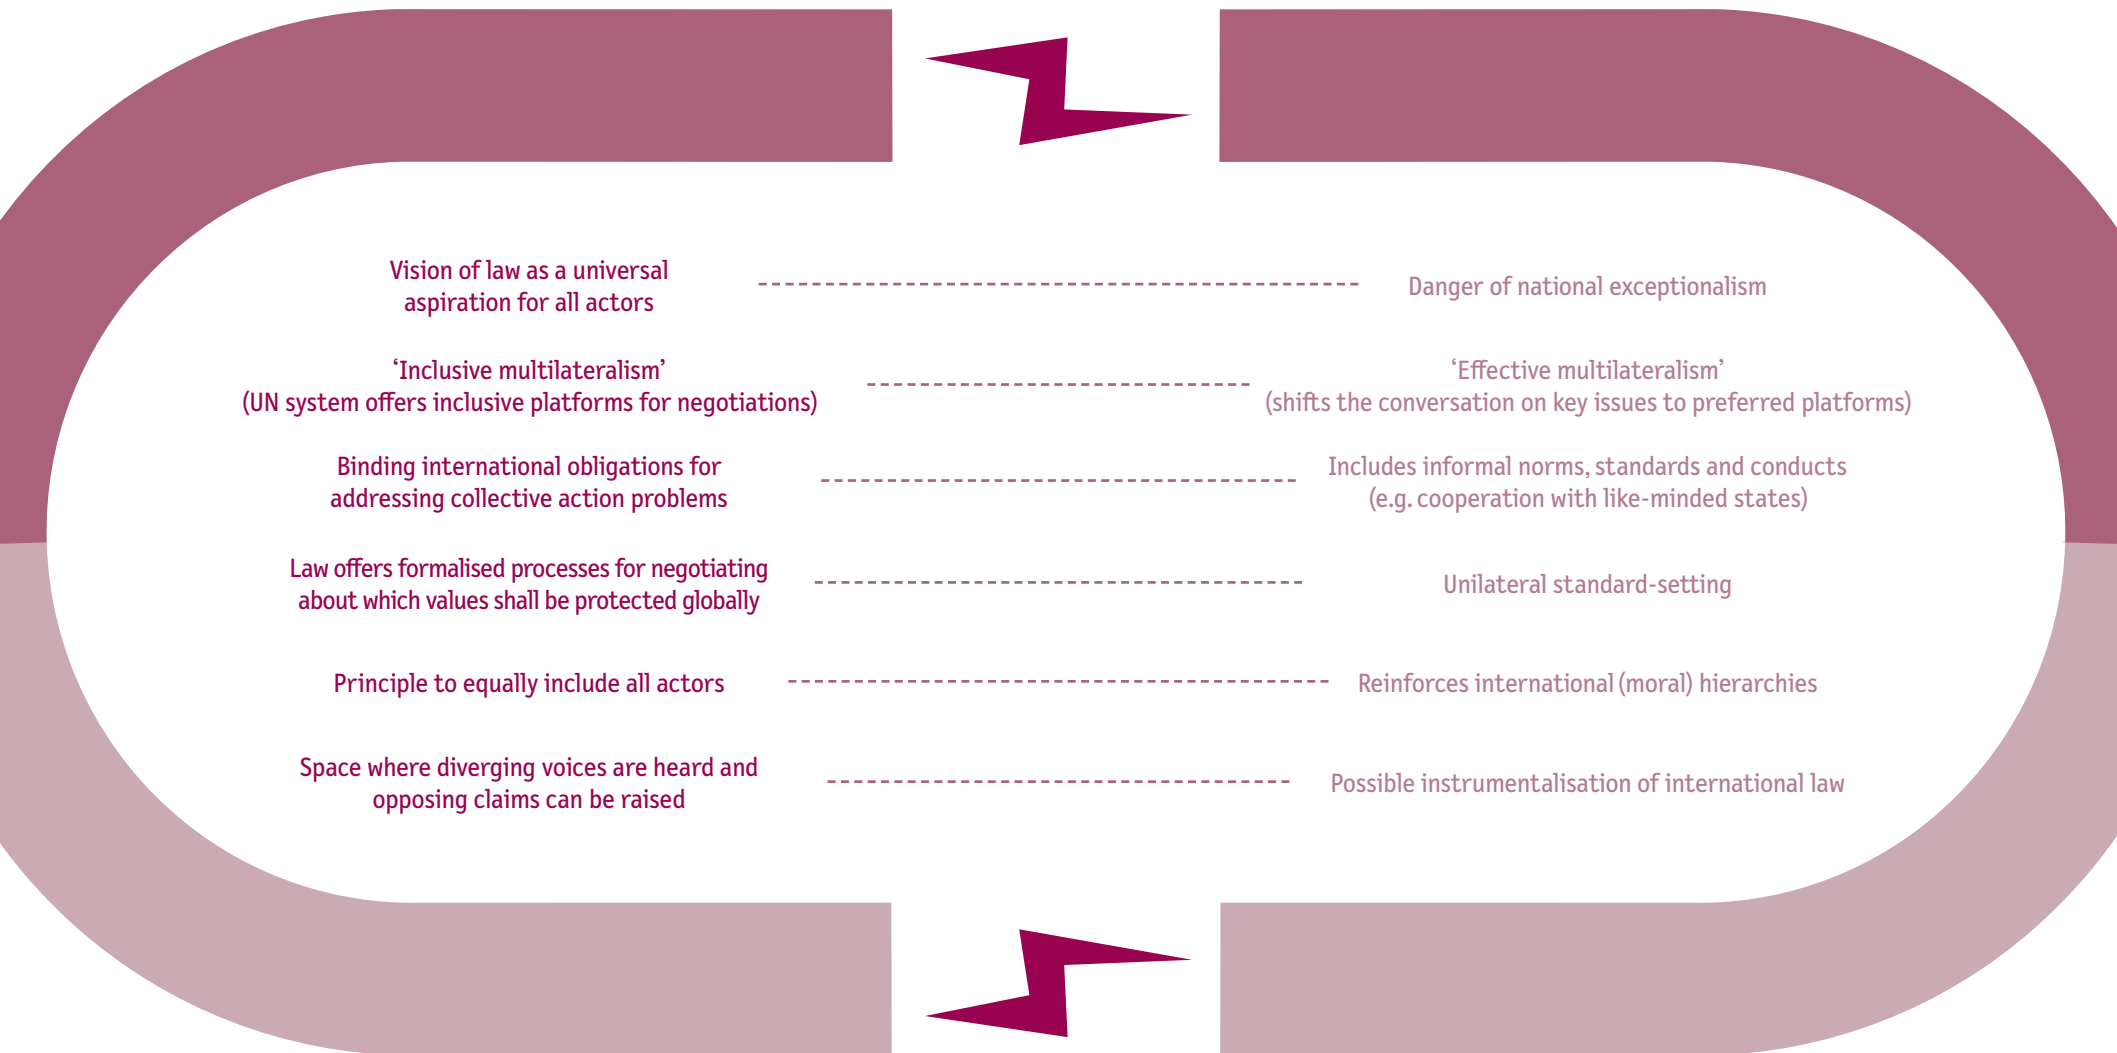 Vision of law as a universal
aspiration for all actors
Danger of national exceptionalism
‘Inclusive multilateralism’
(UN system offers inclusive platforms for negotiations)
‘Effective multilateralism’
(shifts the conversation on key issues to preferred platforms)
Binding international obligations for
addressing collective action problems
Includes informal norms, standards and conducts
(e.g. cooperation with like-minded states)
Law offers formalised processes for negotiating
about which values shall be protected globally
Unilateral standard-setting
Principle to equally include all actors
Reinforces international (moral) hierarchies
Space where diverging voices are heard and
opposing claims can be raised
Possible instrumentalisation of international law